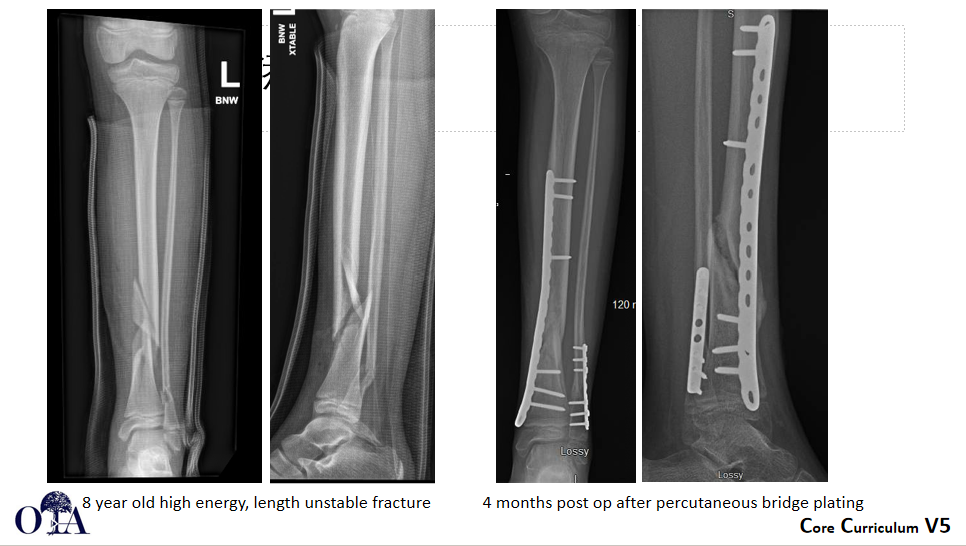 L
BNW
BNW
XTABLE
S
120 r
Lossy
Lossy
8 year old high energy, length unstable fracture
4 months post op after percutaneous bridge plating
OTA
Core Curriculum V5